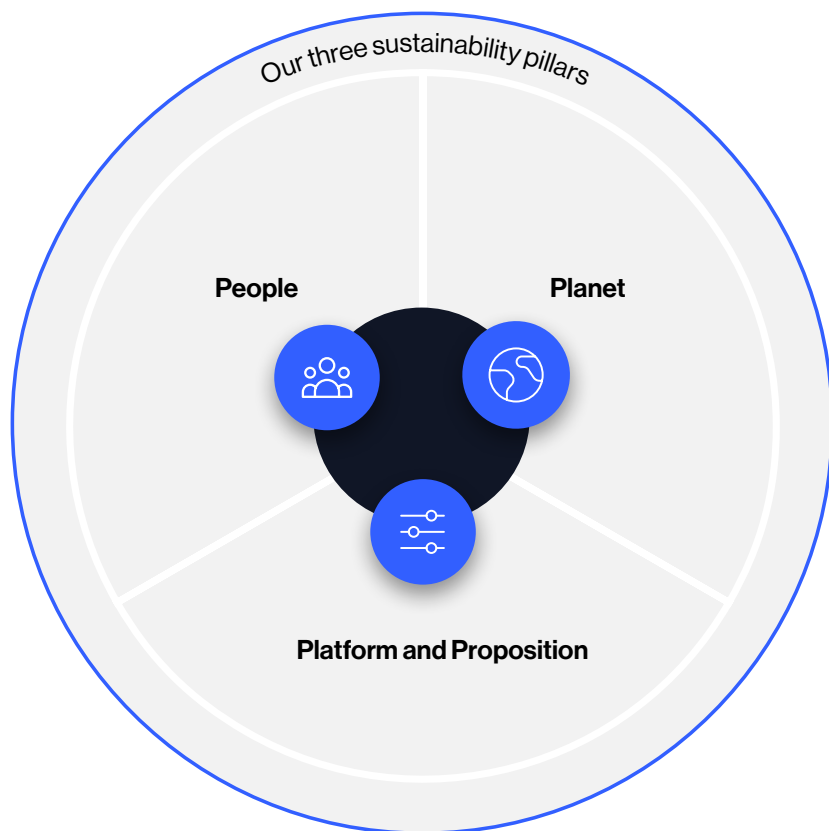 Our three sustainability pillars
People
Planet
Platform and Proposition